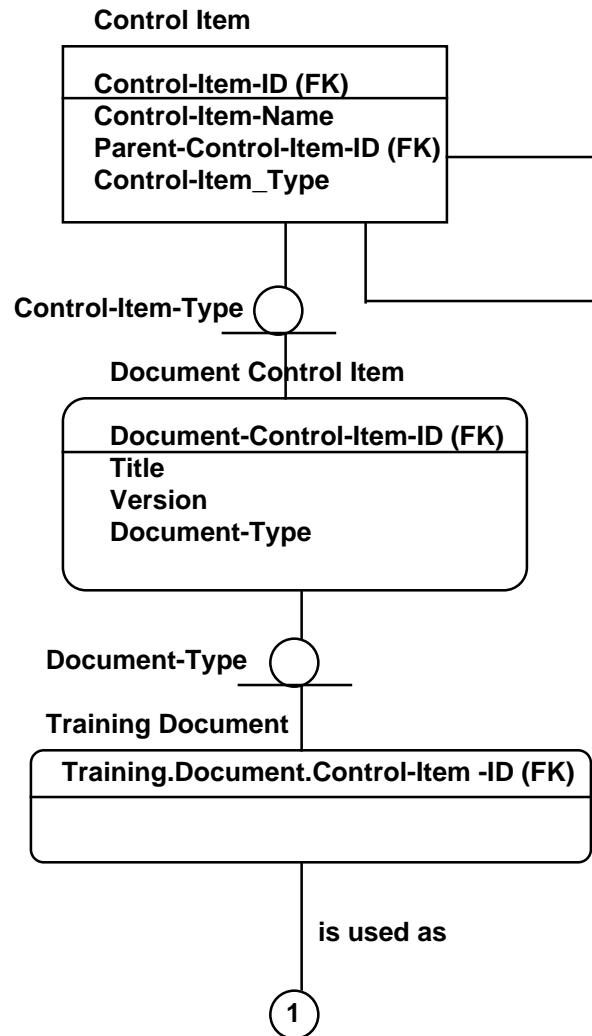 Control Item
Control-Item-ID (FK)
Control-Item-Name
Parent-Control-Item-ID (FK)
Control-Item_Type
Control-Item-Type
Document Control Item
Document-Control-Item-ID (FK)
Title
Version
Document-Type
Document-Type
Training Document
Training.Document.Control-Item -ID (FK)
is used as
1